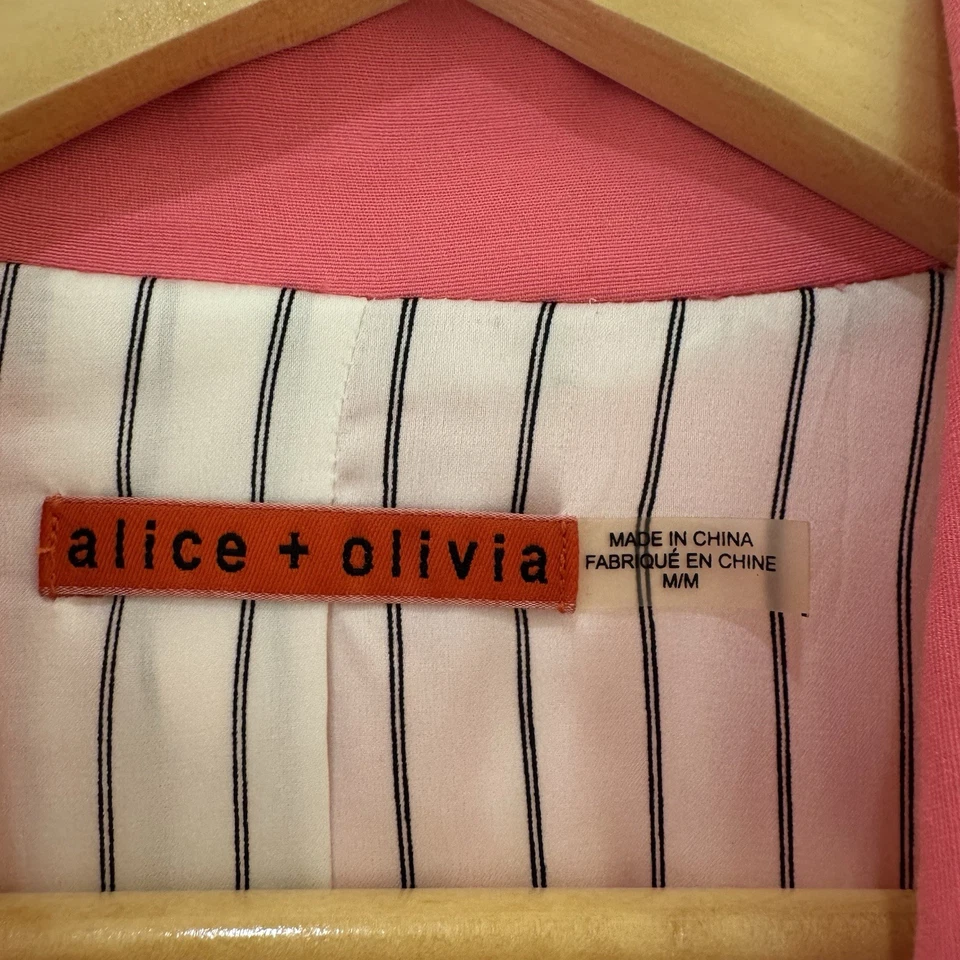 alice + olivia
MADE IN CHINA
FABRIQUÉ EN CHINE
M/M